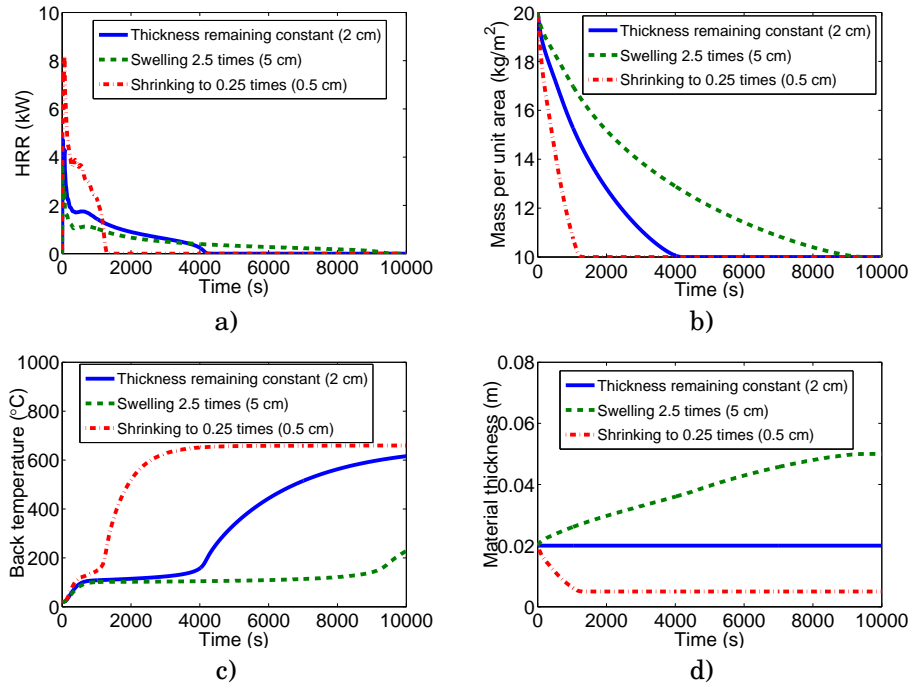 10
8
6
4
2
0
HRR (kW)
Thickness remaining constant (2 cm)
Swelling 2.5 times (5 cm)
Shrinking to 0.25 times (0.5 cm)
0 2000 4000 6000 8000 10000
Time (s)
a)
20
18
16
14
12
10
Mass per unit area (kg/m²)
Thickness remaining constant (2 cm)
Swelling 2.5 times (5 cm)
Shrinking to 0.25 times (0.5 cm)
0 2000 4000 6000 8000 10000
Time (s)
b)
1000
800
600
400
200
0
Back temperature (°C)
Thickness remaining constant (2 cm)
Swelling 2.5 times (5 cm)
Shrinking to 0.25 times (0.5 cm)
0 2000 4000 6000 8000 10000
Time (s)
c)
0.08
0.06
0.04
0.02
0
Material thickness (m)
Thickness remaining constant (2 cm)
Swelling 2.5 times (5 cm)
Shrinking to 0.25 times (0.5 cm)
0 2000 4000 6000 8000 10000
Time (s)
d)